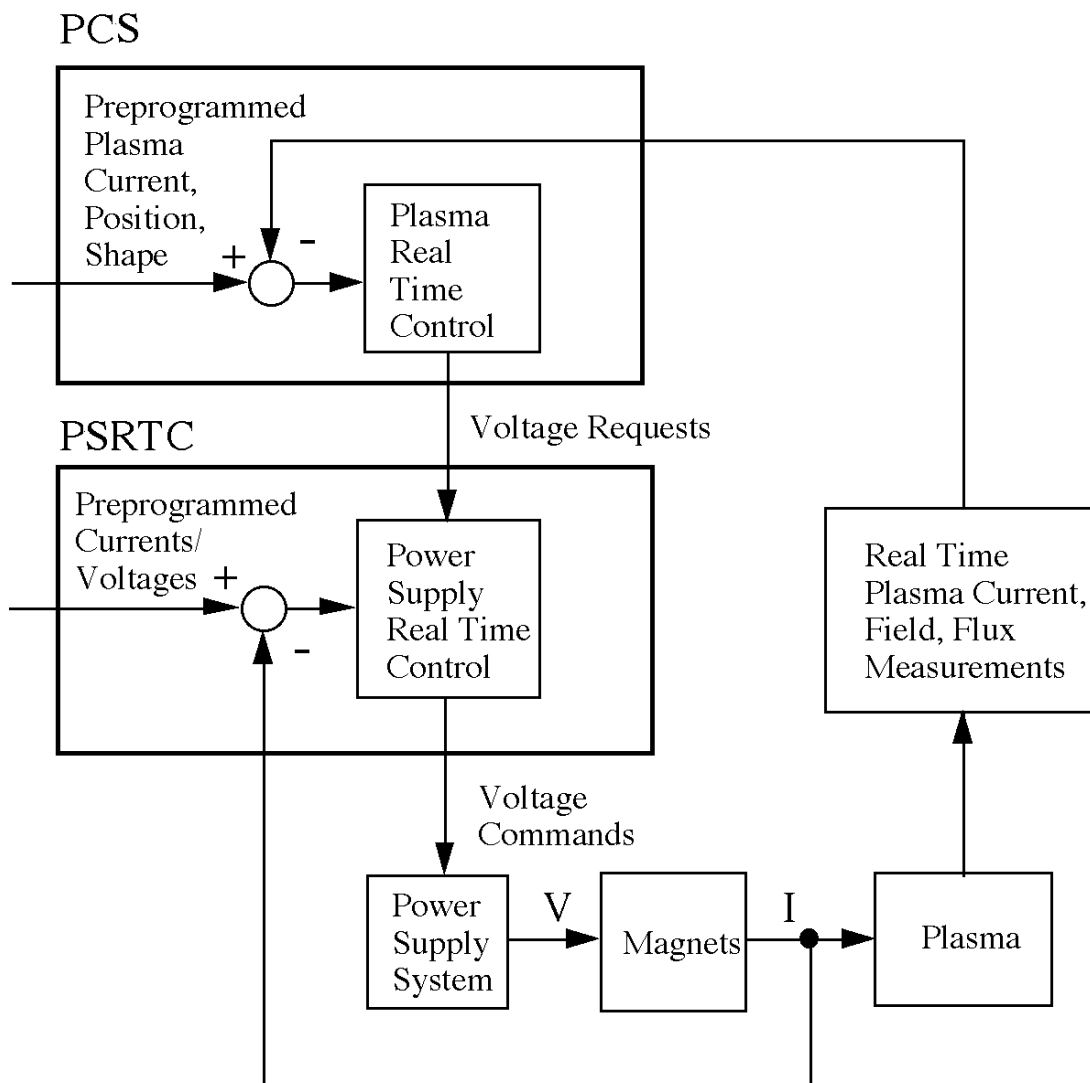 PCS
Preprogrammed
Plasma
Current,
Position,
Shape
+
-
Plasma
Real
Time
Control
Voltage Requests
PSRTC
Preprogrammed
Currents/
Voltages
+
-
Power
Supply
Real Time
Control
Real Time
Plasma Current,
Field, Flux
Measurements
Voltage
Commands
Power
Supply
System
V
Magnets
I
Plasma